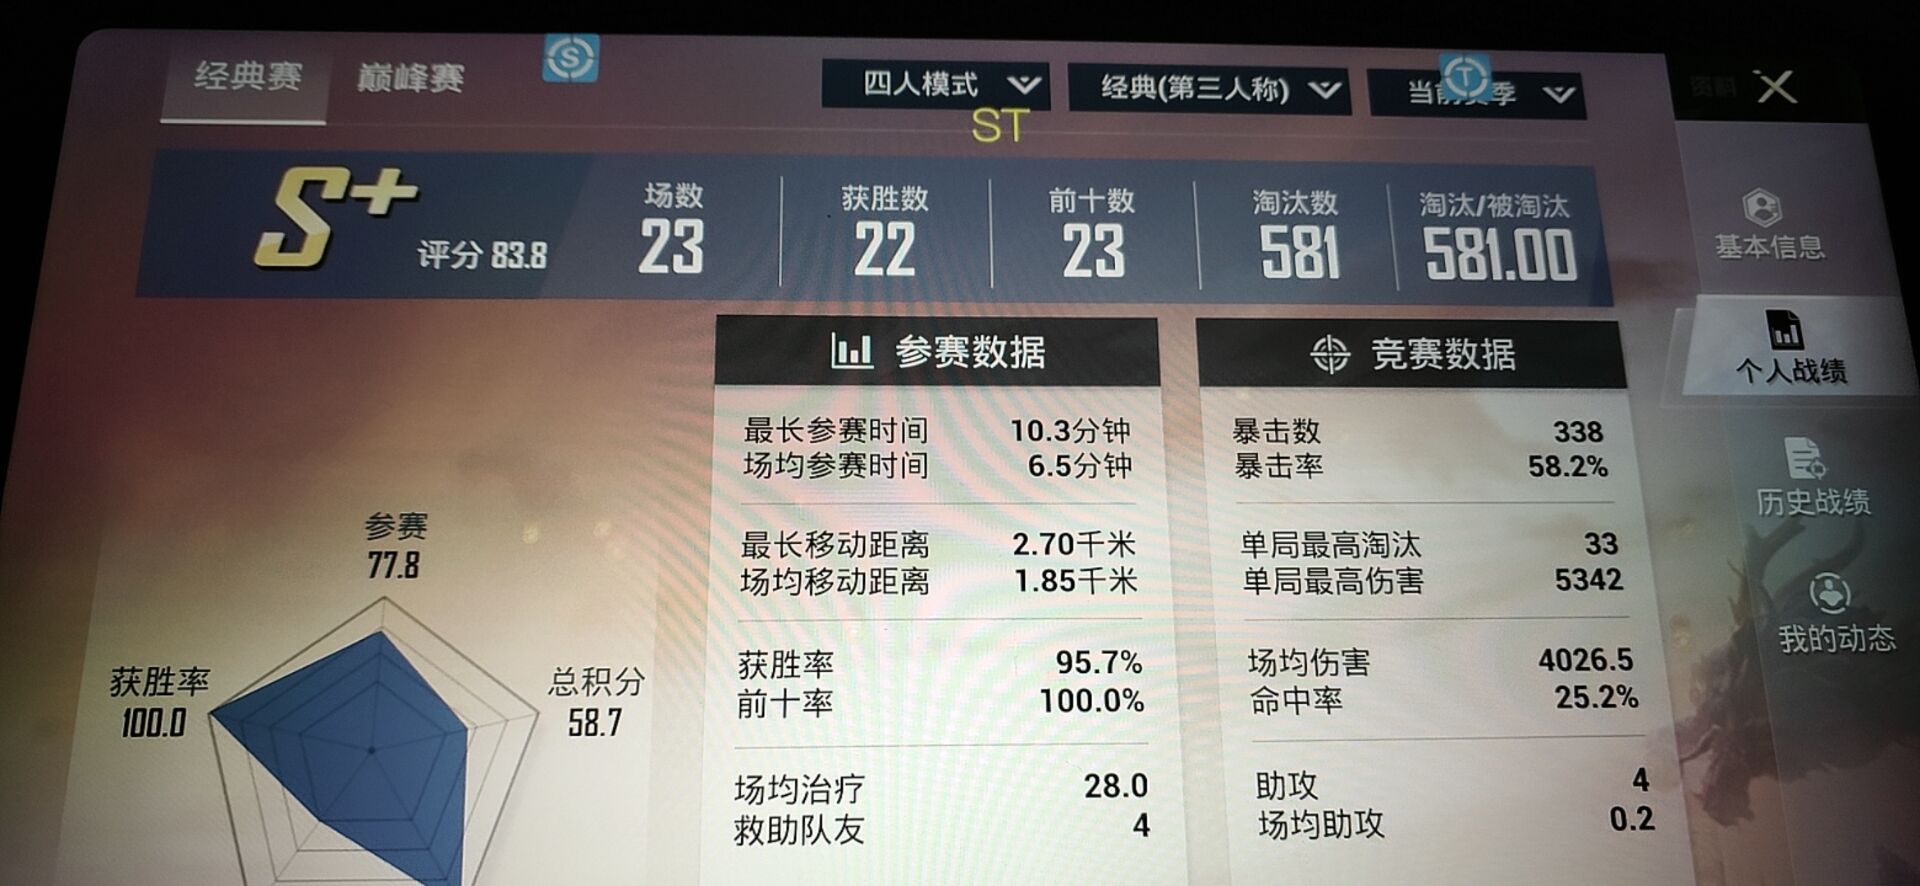 经典赛
巅峰赛
S
四人模式
经典(第三人称)
当前赛季
T
资料
ST
S+
评分 83.8
场数
23
获胜数
22
前十数
23
淘汰数
581
淘汰/被淘汰
581.00
基本信息
个人战绩
历史战绩
我的动态
参赛
77.8
获胜率
100.0
总积分
58.7
参赛数据
最长参赛时间 10.3分钟
场均参赛时间 6.5分钟
最长移动距离 2.70千米
场均移动距离 1.85千米
获胜率 95.7%
前十率 100.0%
场均治疗 28.0
救助队友 4
竞赛数据
暴击数 338
暴击率 58.2%
单局最高淘汰 33
单局最高伤害 5342
场均伤害 4026.5
命中率 25.2%
助攻 4
场均助攻 0.2